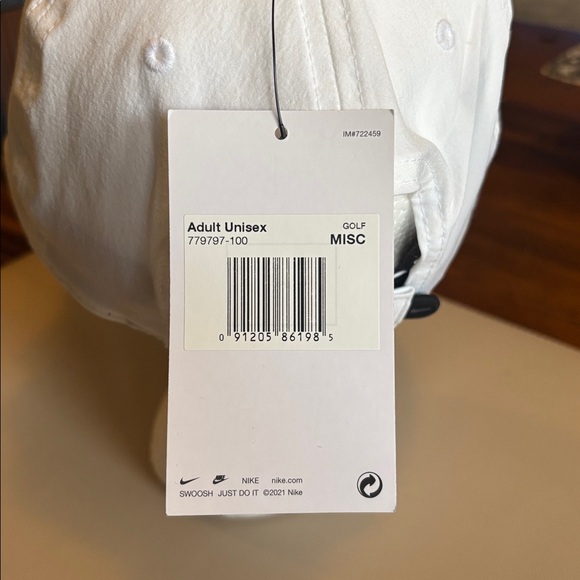 IM#722459
Adult Unisex GOLF
779797-100 MISC
0 91205 86198 5
NIKE nike.com
SWOOSH JUST DO IT ©2021 Nike